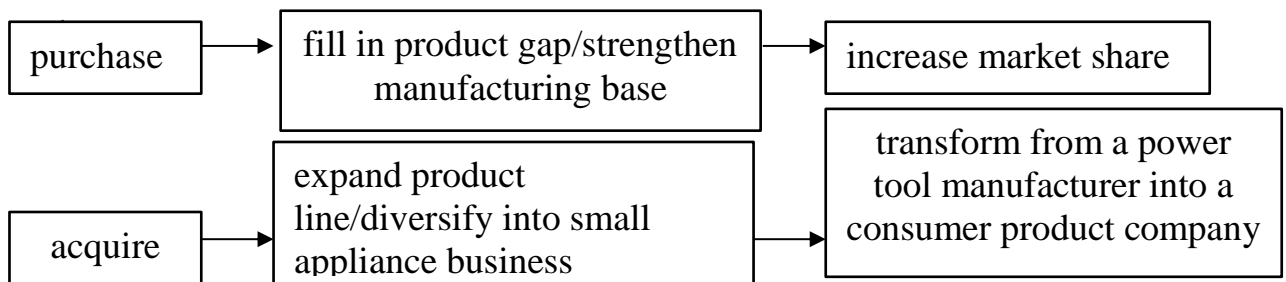 purchase
fill in product gap/strengthen
manufacturing base
increase market share
acquire
expand product
line/diversify into small
appliance business
transform from a power
tool manufacturer into a
consumer product company